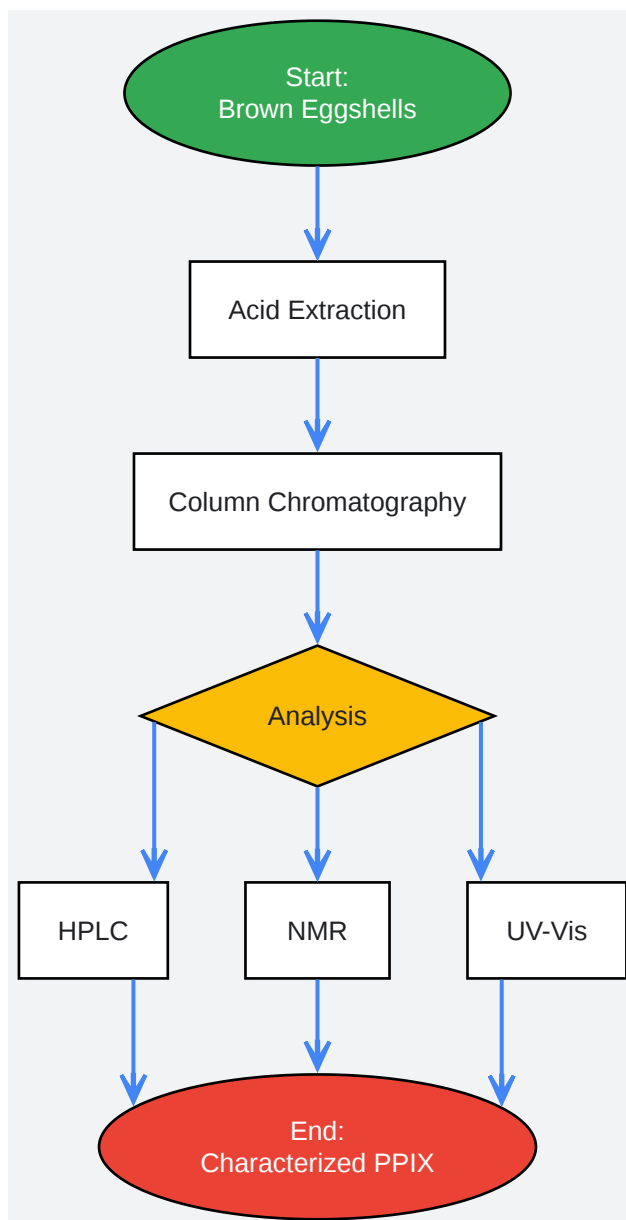 Start:
Brown Eggshells
Acid Extraction
Column Chromatography
Analysis
HPLC
NMR
UV-Vis
End:
Characterized PPIX